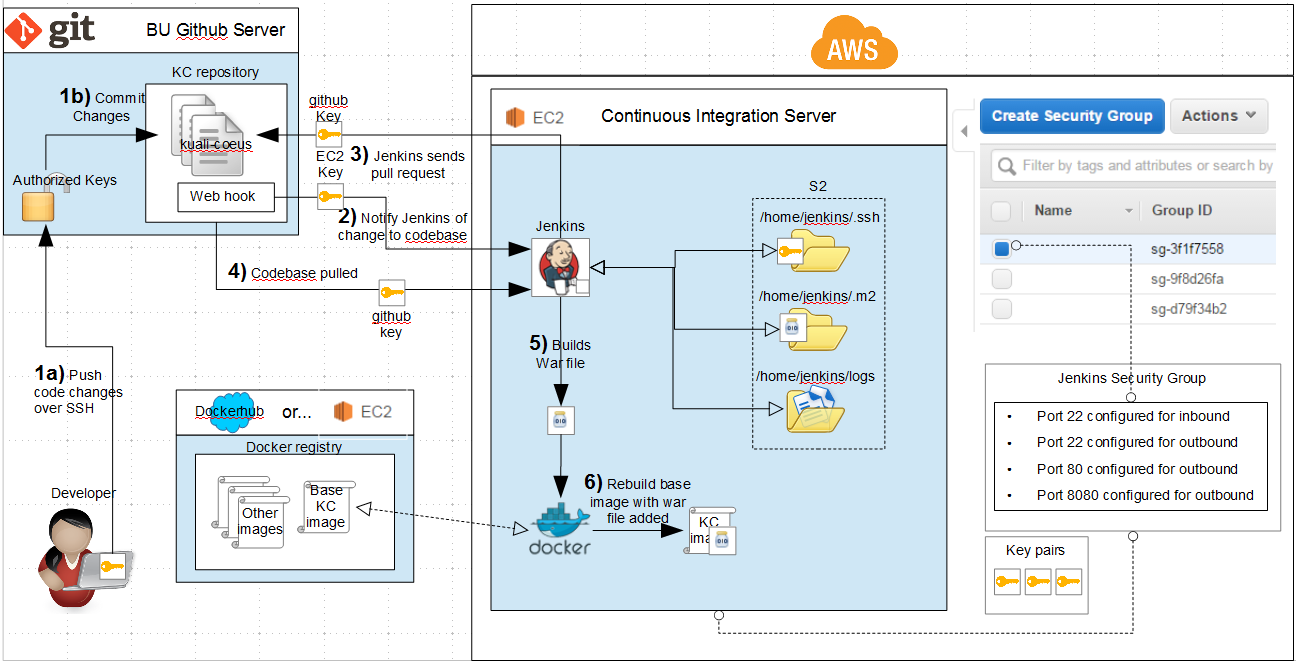 git
BU Github Server
KC repository
1b) Commit
Changes
kuali-coeus
Authorized Keys
Web hook
github
Key
EC2
Key
3) Jenkins sends
pull request
2) Notify Jenkins of
change to codebase
4) Codebase pulled
github
key
1a) Push
code changes
over SSH
Developer
Dockerhub or... EC2
Docker registry
Other
images
Base
KC
image
AWS
EC2 Continuous Integration Server
Jenkins
S2
/home/jenkins/.ssh
/home/jenkins/.m2
/home/jenkins/logs
5) Builds
War file
010
010
6) Rebuild base
image with war
file added
docker
KC
ima
010
Create Security Group
Actions
Filter by tags and attributes or search by
Name
Group ID
sg-3f1f7558
sg-9f8d26fa
sg-d79f34b2
Jenkins Security Group
• Port 22 configured for inbound
• Port 22 configured for outbound
• Port 80 configured for outbound
• Port 8080 configured for outbound
Key pairs